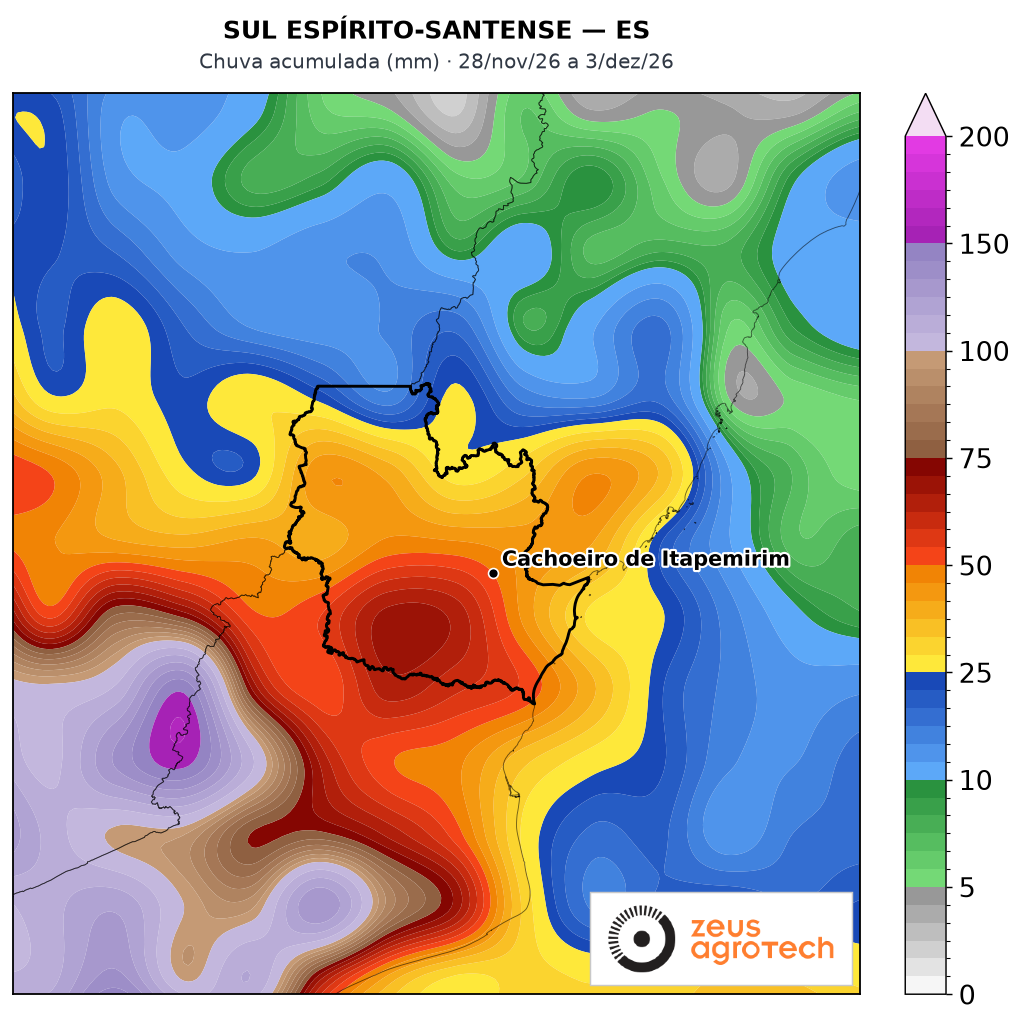 SUL ESPÍRITO-SANTENSE — ES
Chuva acumulada (mm) · 28/nov/26 a 3/dez/26
200
150
100
75
50
25
10
5
0
Cachoeiro de Itapemirim
zeus
agrotech